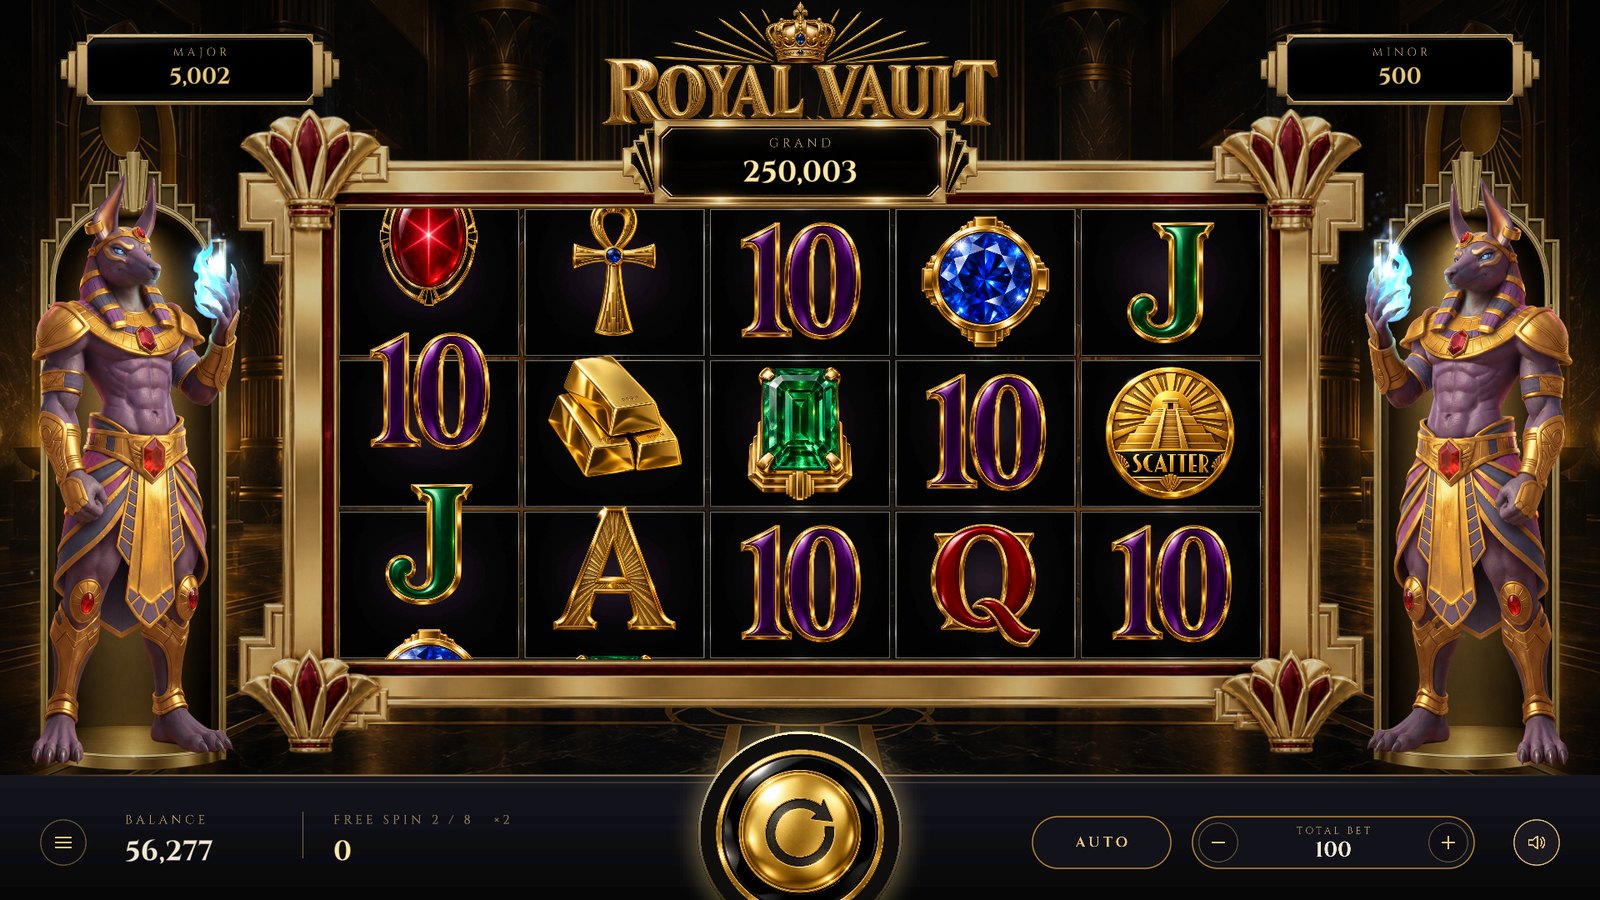 MAJOR
5,002
ROYAL VAULT
MINOR
500
GRAND
250,003
10
J
10
10
SCATTER
J
A
10
Q
10
BALANCE
56,277
FREE SPIN 2 / 8 ×2
0
AUTO
TOTAL BET
100